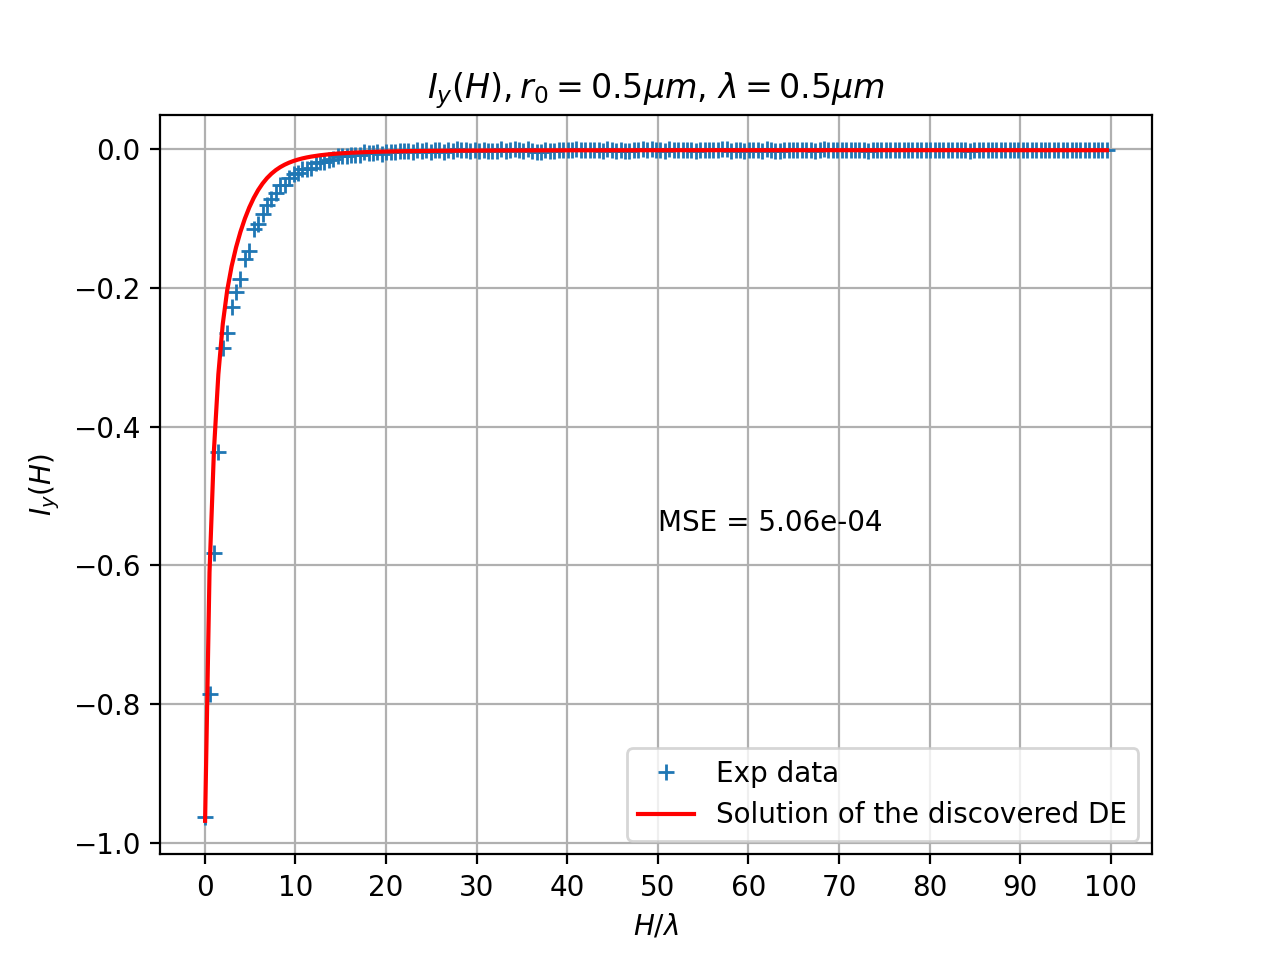 I_y(H), r_0 = 0.5μm, λ = 0.5μm
0.0
−0.2
−0.4
−0.6
−0.8
−1.0
I_y(H)
MSE = 5.06e-04
Exp data
Solution of the discovered DE
0 10 20 30 40 50 60 70 80 90 100
H/λ